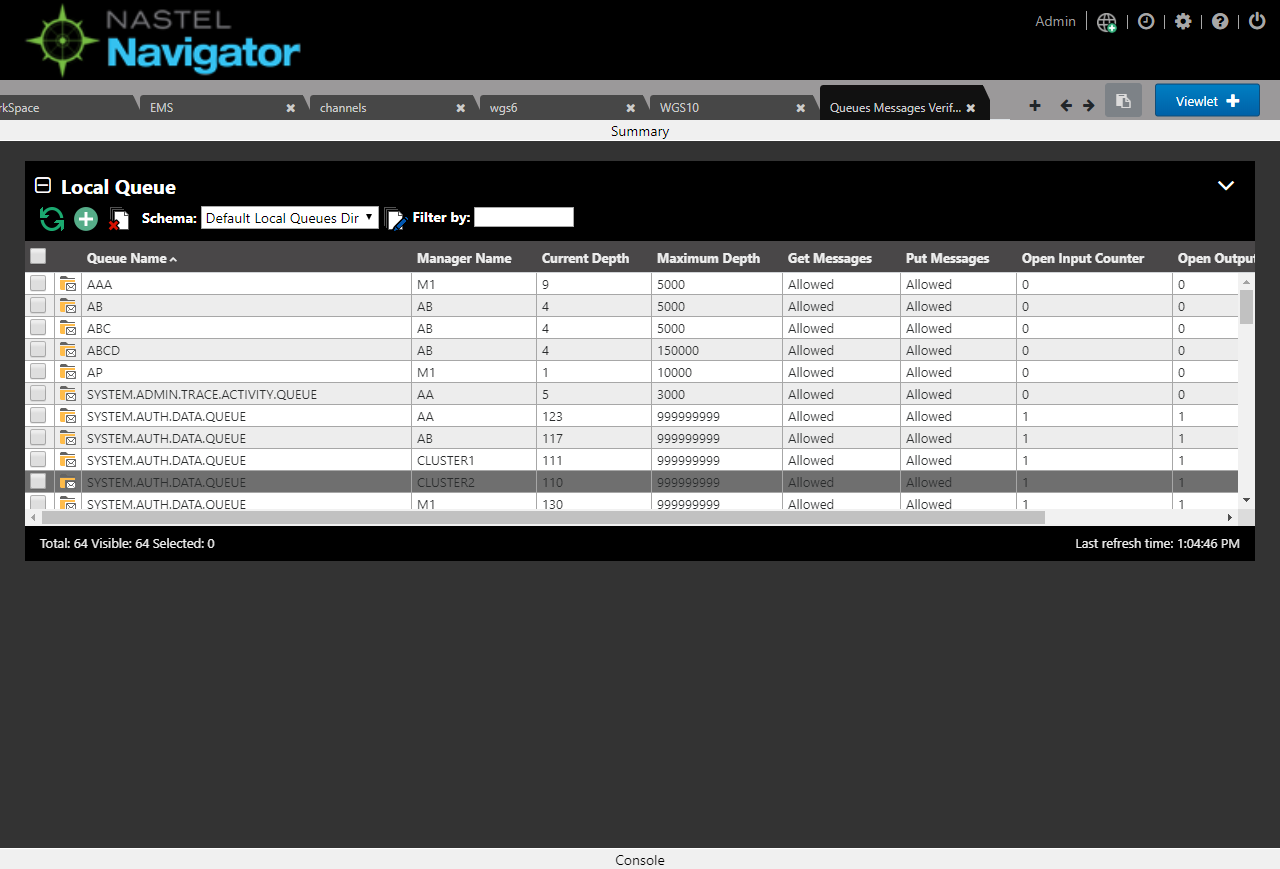 NASTEL
Navigator
Admin
rkSpace EMS channels wgs6 WGS10 Queues Messages Verif... Viewlet
Summary
Local Queue
Schema: Default Local Queues Dir Filter by:
Queue Name Manager Name Current Depth Maximum Depth Get Messages Put Messages Open Input Counter Open Output
AAA M1 9 5000 Allowed Allowed 0 0
AB AB 4 5000 Allowed Allowed 0 0
ABC AB 4 5000 Allowed Allowed 0 0
ABCD AB 4 150000 Allowed Allowed 0 0
AP M1 1 10000 Allowed Allowed 0 0
SYSTEM.ADMIN.TRACE.ACTIVITY.QUEUE AA 5 3000 Allowed Allowed 0 0
SYSTEM.AUTH.DATA.QUEUE AA 123 999999999 Allowed Allowed 1 1
SYSTEM.AUTH.DATA.QUEUE AB 117 999999999 Allowed Allowed 1 1
SYSTEM.AUTH.DATA.QUEUE CLUSTER1 111 999999999 Allowed Allowed 1 1
SYSTEM.AUTH.DATA.QUEUE CLUSTER2 110 999999999 Allowed Allowed 1 1
SYSTEM.AUTH.DATA.QUEUE M1 130 999999999 Allowed Allowed 1 1
Total: 64 Visible: 64 Selected: 0 Last refresh time: 1:04:46 PM
Console